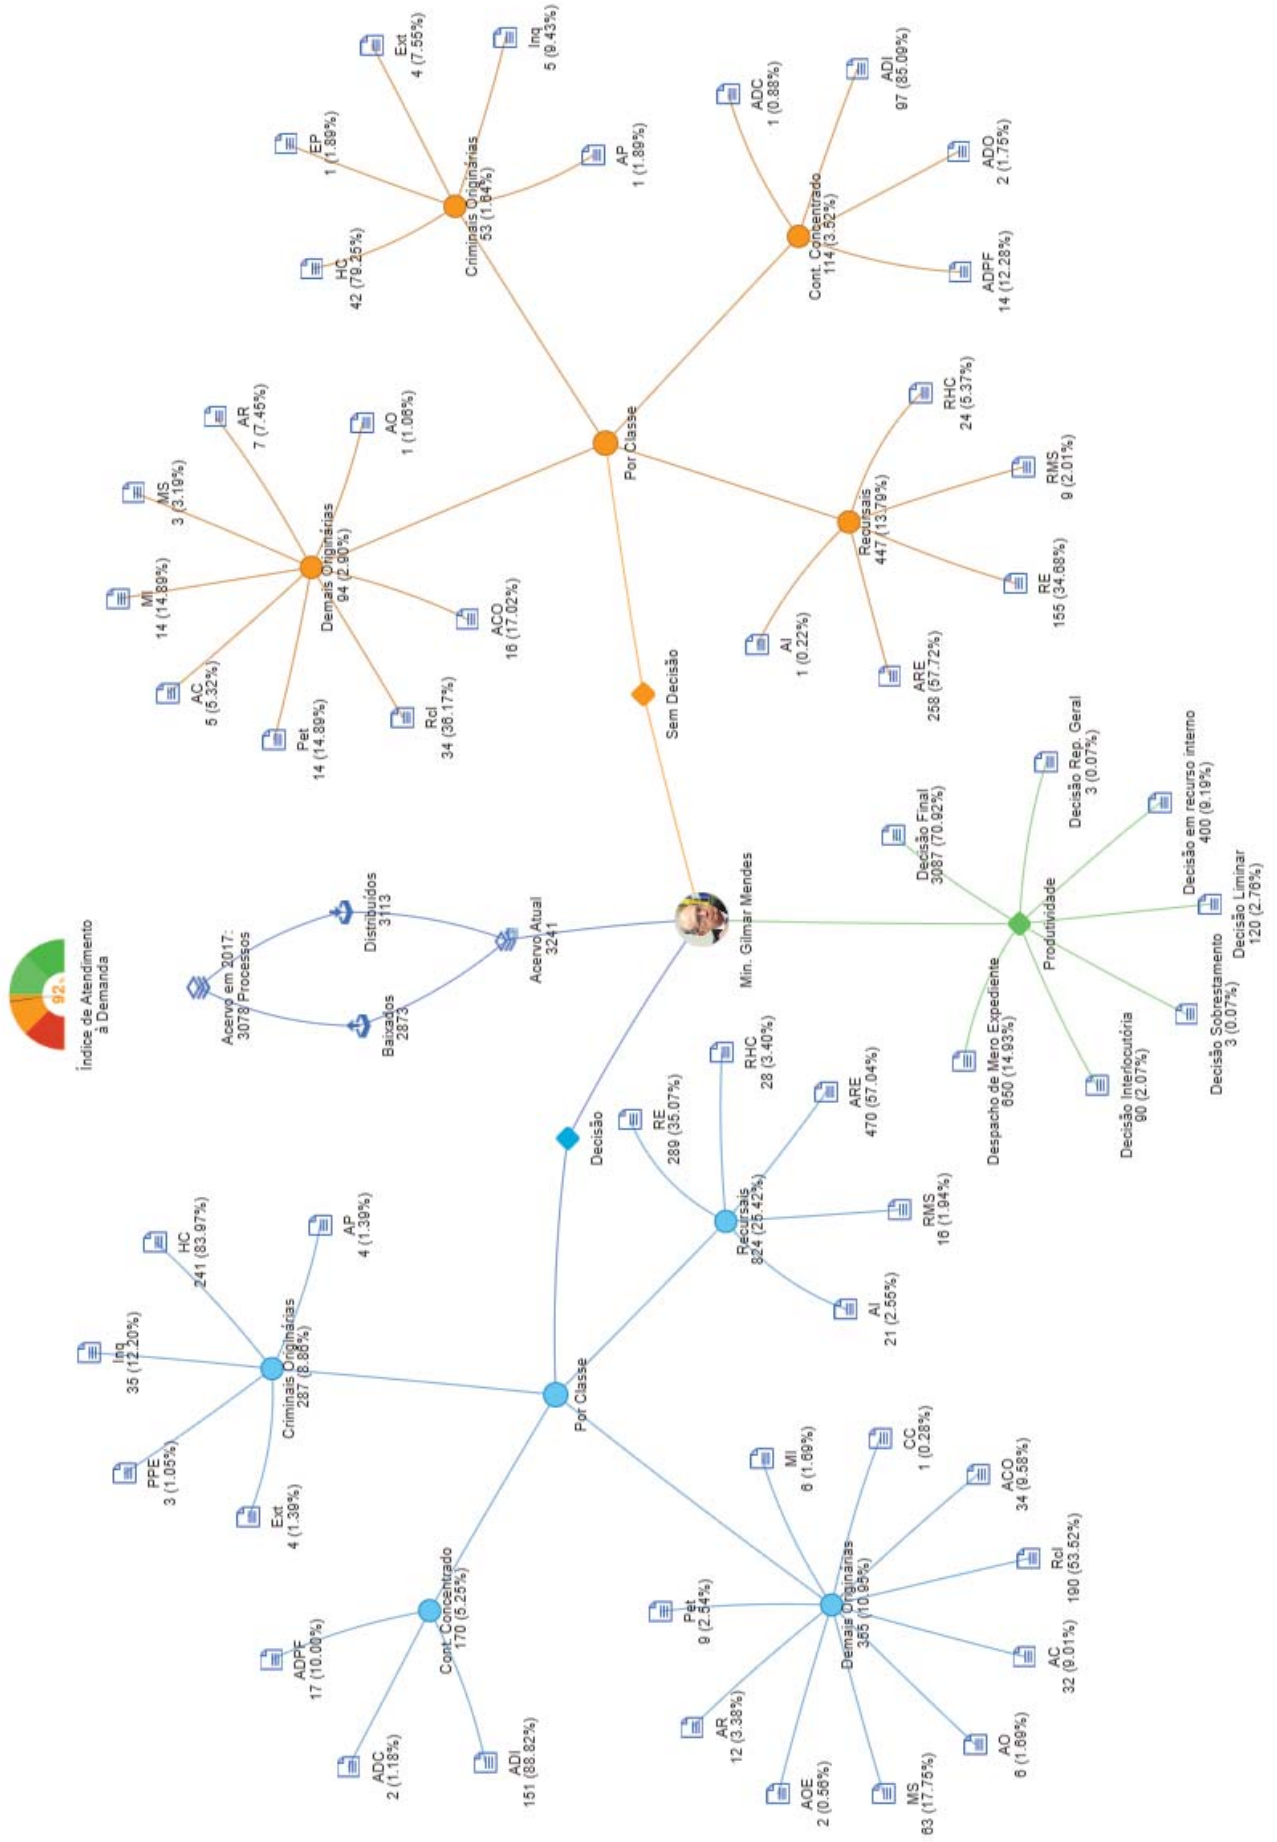 92%
Índice de Atendimento
à Demanda
Acervo em 2017:
3078 Processos
Baixados
2873
Distribuídos
3113
Acervo Atual
3241
Min. Gilmar Mendes
Decisão
Por Classe
Criminais Originárias
287 (8.86%)
Inq
35 (12.20%)
HC
241 (83.97%)
AP
4 (1.39%)
PPE
3 (1.05%)
Ext
4 (1.39%)
Cont. Concentrado
170 (5.25%)
ADPF
17 (10.00%)
ADC
2 (1.18%)
ADI
151 (88.82%)
Recursais
824 (25.42%)
RE
289 (35.07%)
RHC
28 (3.40%)
ARE
470 (57.04%)
RMS
16 (1.94%)
AI
21 (2.55%)
Demais Originárias
355 (10.95%)
Pet
9 (2.54%)
MI
6 (1.69%)
CC
1 (0.28%)
ACO
34 (9.58%)
Rcl
190 (53.52%)
AC
32 (9.01%)
AO
6 (1.69%)
MS
63 (17.75%)
AOE
2 (0.56%)
AR
12 (3.38%)
Produtividade
Despacho de Mero Expediente
650 (14.93%)
Decisão Final
3087 (70.92%)
Decisão Rep. Geral
3 (0.07%)
Decisão em recurso interno
400 (9.19%)
Decisão Liminar
120 (2.76%)
Decisão Sobrestamento
3 (0.07%)
Decisão Interlocutória
90 (2.07%)
Sem Decisão
Por Classe
Demais Originárias
94 (2.90%)
MI
14 (14.89%)
MS
3 (3.19%)
AR
7 (7.45%)
AO
1 (1.06%)
ACO
16 (17.02%)
Rcl
34 (36.17%)
Pet
14 (14.89%)
AC
5 (5.32%)
Criminais Originárias
53 (1.64%)
HC
42 (79.25%)
EP
1 (1.89%)
Ext
4 (7.55%)
Inq
5 (9.43%)
AP
1 (1.89%)
Cont. Concentrado
114 (3.52%)
ADC
1 (0.88%)
ADI
97 (85.09%)
ADO
2 (1.75%)
ADPF
14 (12.28%)
Recursais
447 (13.79%)
AI
1 (0.22%)
RHC
24 (5.37%)
RMS
9 (2.01%)
RE
155 (34.68%)
ARE
258 (57.72%)